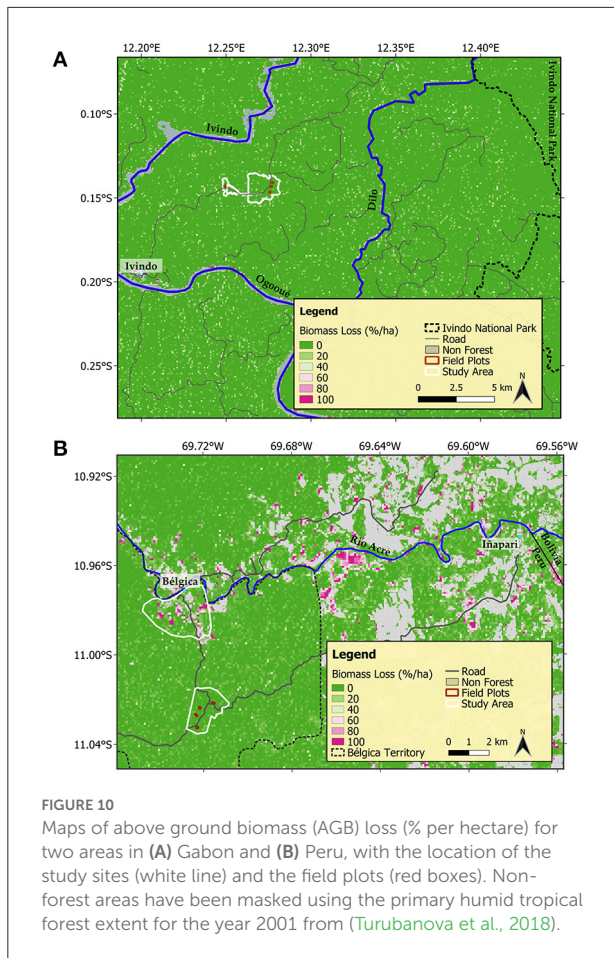 12.20°E 12.25°E 12.30°E 12.35°E 12.40°E
A
Ivindo National Park
0.10°S
Ivindo
0.15°S
Dilo
0.20°S
Ivindo
Ogooué
0.25°S
Legend
Biomass Loss (%/ha)
0
20
40
60
80
100
Ivindo National Park
Road
Non Forest
Field Plots
Study Area
N
0 2.5 5 km
B
69.72°W 69.68°W 69.64°W 69.60°W 69.56°W
10.92°S
Rio Acre
Iñapari
Bolivia
Peru
10.96°S
Bélgica
11.00°S
11.04°S
Legend
Biomass Loss (%/ha)
0
20
40
60
80
100
Bélgica Territory
Road
Non Forest
Field Plots
Study Area
N
0 1 2 km
FIGURE 10
Maps of above ground biomass (AGB) loss (% per hectare) for
two areas in (A) Gabon and (B) Peru, with the location of the
study sites (white line) and the field plots (red boxes). Non-
forest areas have been masked using the primary humid tropical
forest extent for the year 2001 from (Turubanova et al., 2018).